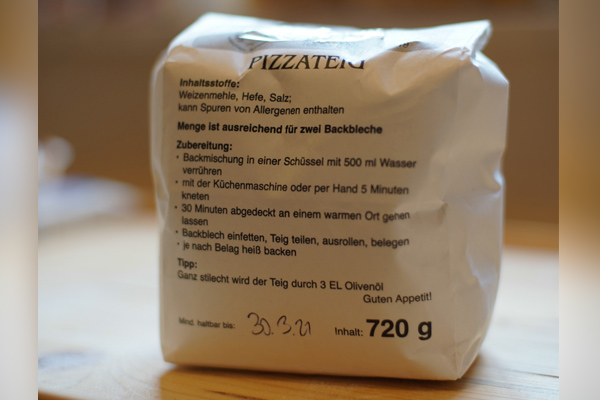 PIZZATEIG
Inhaltsstoffe:
Weizenmehle, Hefe, Salz;
kann Spuren von Allergenen enthalten
Menge ist ausreichend für zwei Backbleche
Zubereitung:
· Backmischung in einer Schüssel mit 500 ml Wasser
verrühren
· mit der Küchenmaschine oder per Hand 5 Minuten
kneten
· 30 Minuten abgedeckt an einem warmen Ort gehen
lassen
· Backblech einfetten, Teig teilen, ausrollen, belegen
· je nach Belag heiß backen
Tipp:
Ganz stilecht wird der Teig durch 3 EL Olivenöl
Guten Appetit!
Mind. haltbar bis: 30.3.21 Inhalt: 720 g